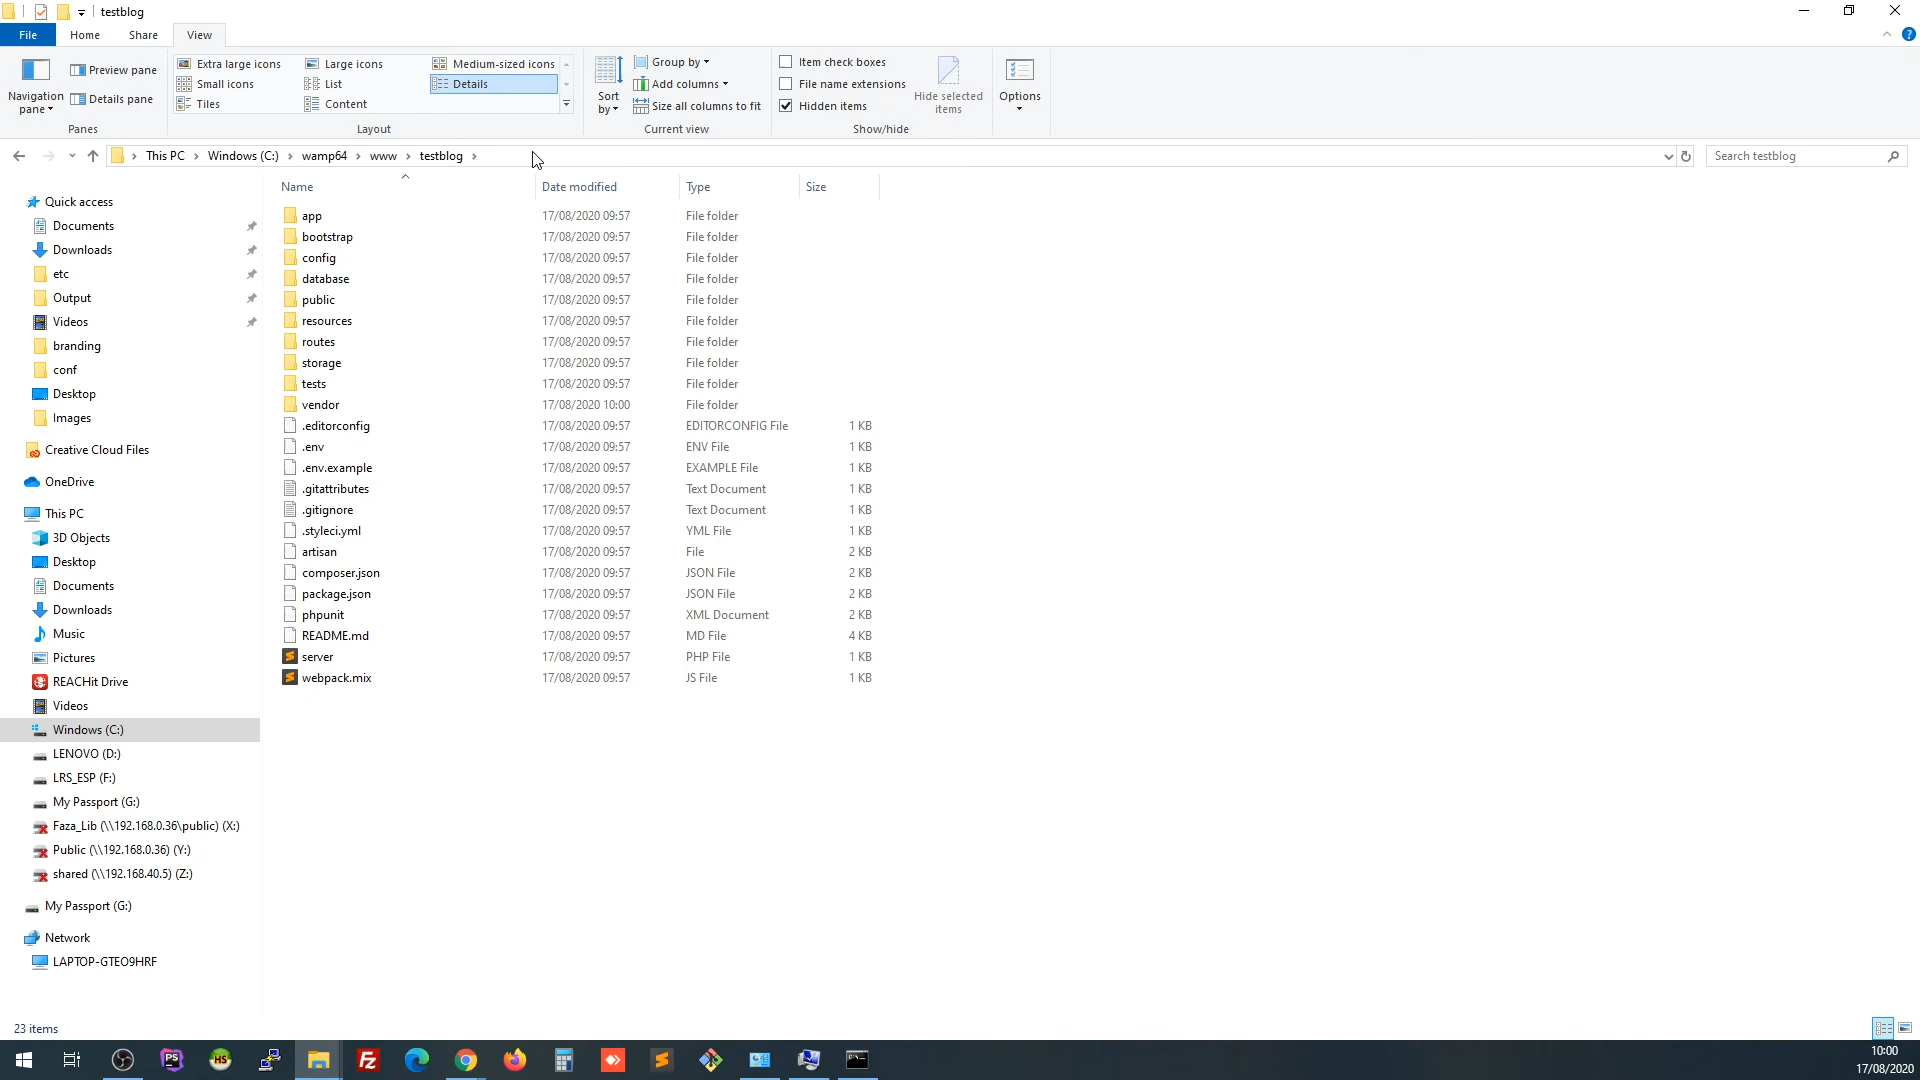 testblog
File
Home
Share
View
Navigation pane
Preview pane
Details pane
Panes
Extra large icons
Large icons
Medium-sized icons
Small icons
List
Details
Tiles
Content
Layout
Sort by
Group by
Add columns
Size all columns to fit
Current view
Item check boxes
File name extensions
Hidden items
Hide selected items
Show/hide
Options
This PC > Windows (C:) > wamp64 > www > testblog >
Search testblog
Name Date modified Type Size
Quick access
Documents
Downloads
etc
Output
Videos
branding
conf
Desktop
Images
Creative Cloud Files
OneDrive
This PC
3D Objects
Desktop
Documents
Downloads
Music
Pictures
REACHit Drive
Videos
Windows (C:)
LENOVO (D:)
LRS_ESP (F:)
My Passport (G:)
Faza_Lib (\\192.168.0.36\public) (X:)
Public (\\192.168.0.36) (Y:)
shared (\\192.168.40.5) (Z:)
My Passport (G:)
Network
LAPTOP-GTEO9HRF
app 17/08/2020 09:57 File folder
bootstrap 17/08/2020 09:57 File folder
config 17/08/2020 09:57 File folder
database 17/08/2020 09:57 File folder
public 17/08/2020 09:57 File folder
resources 17/08/2020 09:57 File folder
routes 17/08/2020 09:57 File folder
storage 17/08/2020 09:57 File folder
tests 17/08/2020 09:57 File folder
vendor 17/08/2020 10:00 File folder
.editorconfig 17/08/2020 09:57 EDITORCONFIG File 1 KB
.env 17/08/2020 09:57 ENV File 1 KB
.env.example 17/08/2020 09:57 EXAMPLE File 1 KB
.gitattributes 17/08/2020 09:57 Text Document 1 KB
.gitignore 17/08/2020 09:57 Text Document 1 KB
.styleci.yml 17/08/2020 09:57 YML File 1 KB
artisan 17/08/2020 09:57 File 2 KB
composer.json 17/08/2020 09:57 JSON File 2 KB
package.json 17/08/2020 09:57 JSON File 2 KB
phpunit 17/08/2020 09:57 XML Document 2 KB
README.md 17/08/2020 09:57 MD File 4 KB
server 17/08/2020 09:57 PHP File 1 KB
webpack.mix 17/08/2020 09:57 JS File 1 KB
23 items
PS
HS
FZ
10:00
17/08/2020